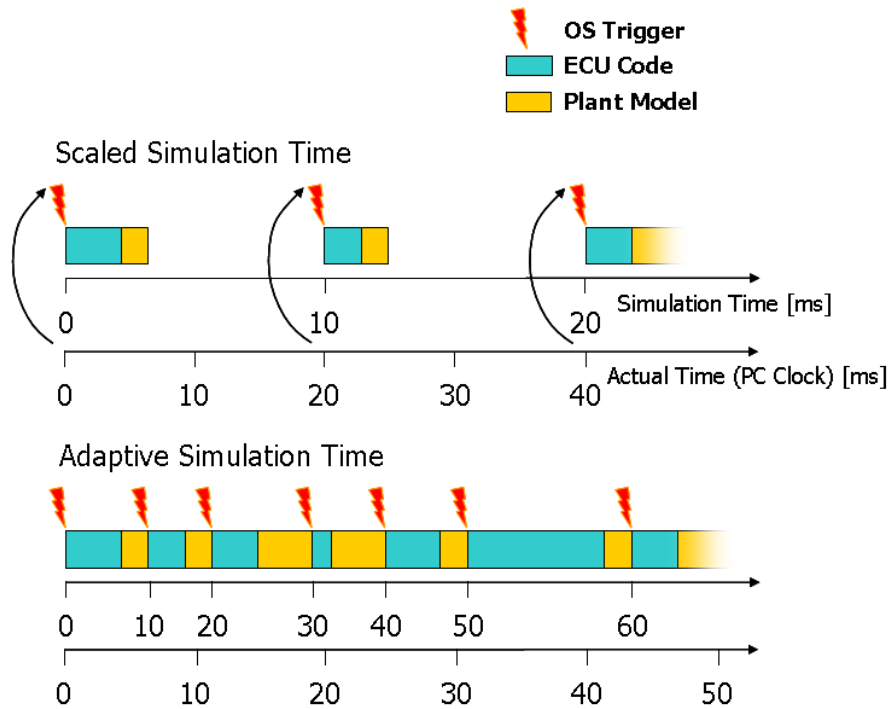 OS Trigger
ECU Code
Plant Model
Scaled Simulation Time
0 10 20
Simulation Time [ms]
0 10 20 30 40
Actual Time (PC Clock) [ms]
Adaptive Simulation Time
0 10 20 30 40 50 60
0 10 20 30 40 50